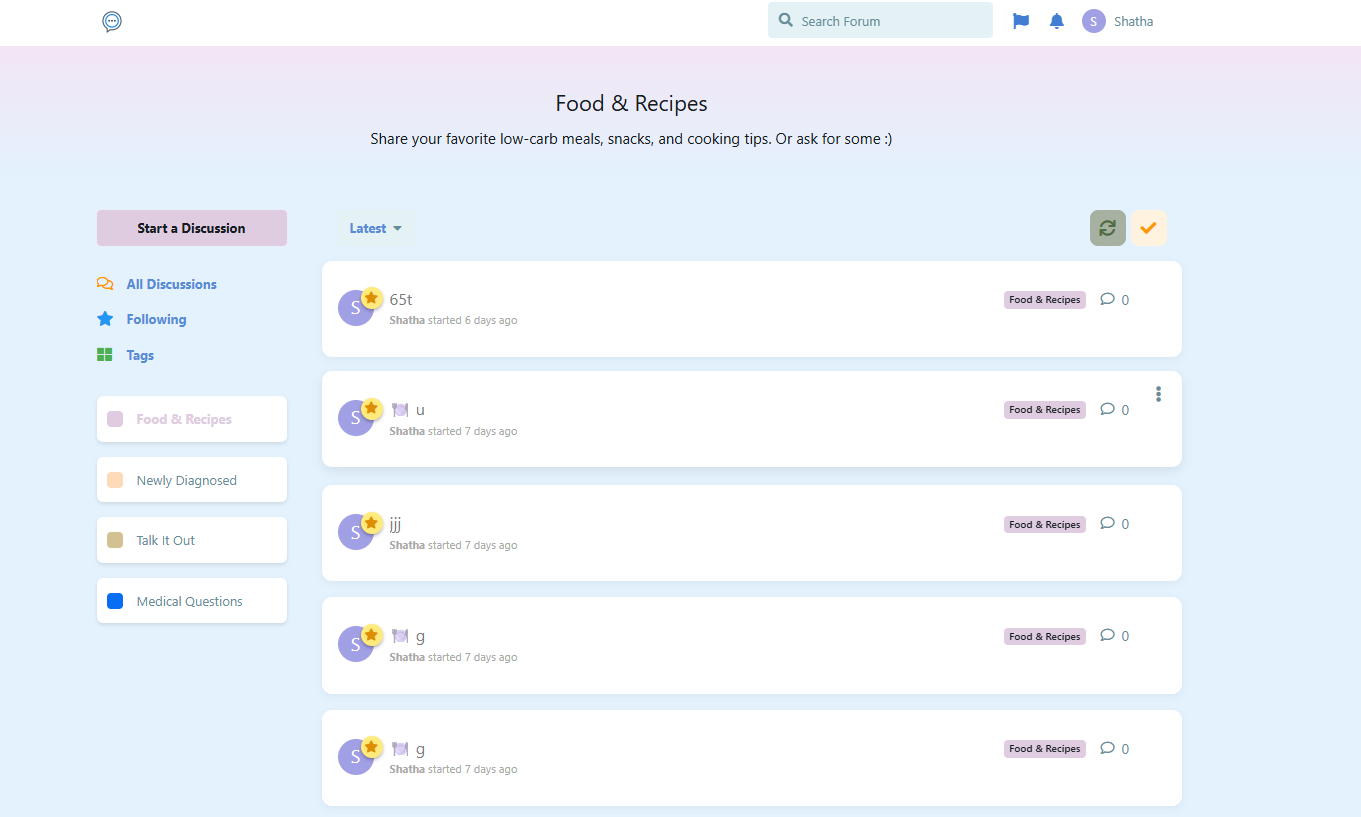 Search Forum
S Shatha
Food & Recipes
Share your favorite low-carb meals, snacks, and cooking tips. Or ask for some :)
Start a Discussion
Latest
All Discussions
Following
Tags
Food & Recipes
Newly Diagnosed
Talk It Out
Medical Questions
S 65t Food & Recipes 0
Shatha started 6 days ago
S 🍽️ u Food & Recipes 0
Shatha started 7 days ago
S jjj Food & Recipes 0
Shatha started 7 days ago
S 🍽️ g Food & Recipes 0
Shatha started 7 days ago
S 🍽️ g Food & Recipes 0
Shatha started 7 days ago